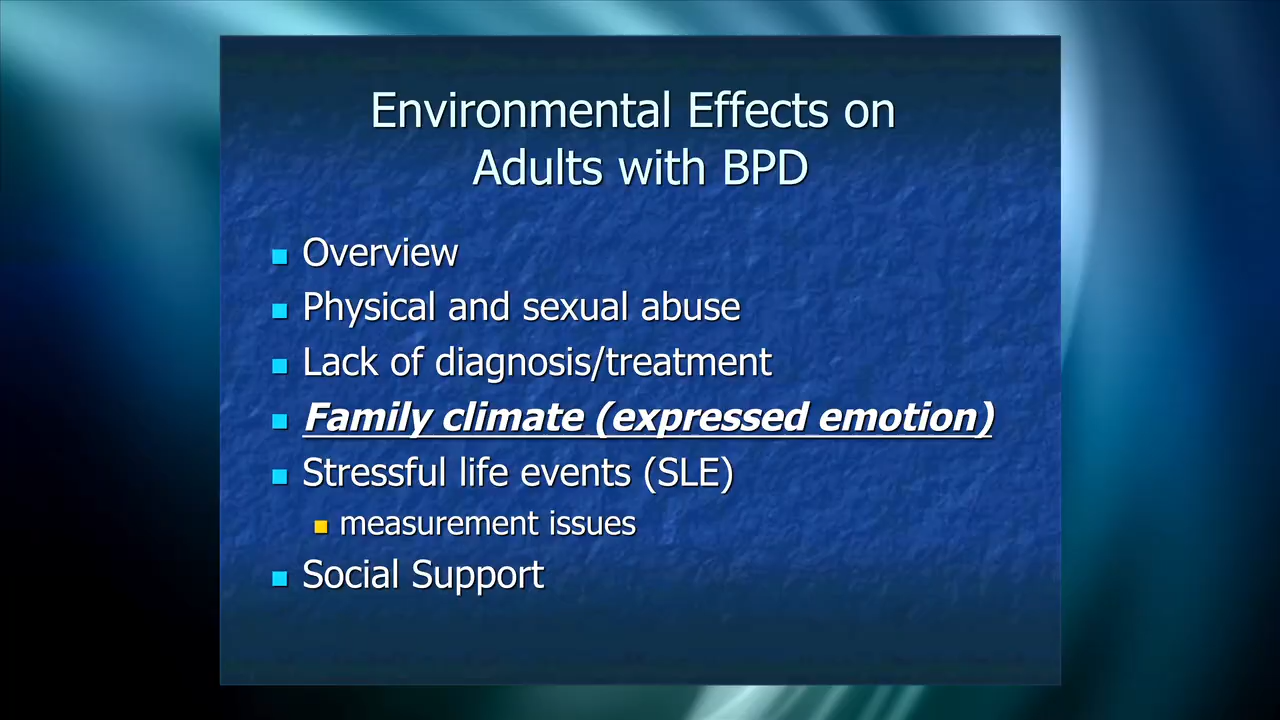 Environmental Effects on
Adults with BPD
Overview
Physical and sexual abuse
Lack of diagnosis/treatment
Family climate (expressed emotion)
Stressful life events (SLE)
measurement issues
Social Support